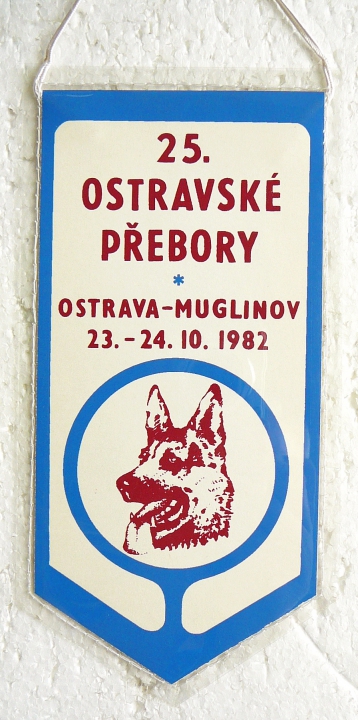 25.
OSTRAVSKÉ
PŘEBORY
*
OSTRAVA-MUGLINOV
23. - 24. 10. 1982